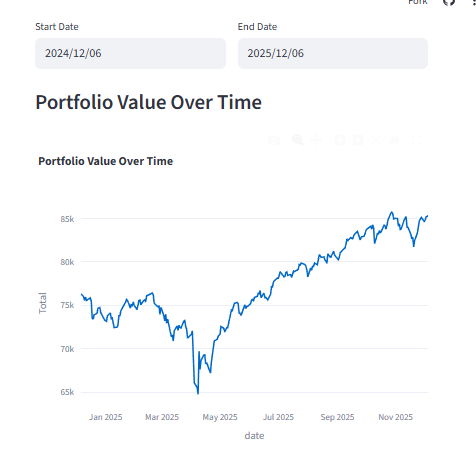 Fork
Start Date
End Date
2024/12/06
2025/12/06
Portfolio Value Over Time
Portfolio Value Over Time
85k
80k
75k
70k
65k
Total
Jan 2025
Mar 2025
May 2025
Jul 2025
Sep 2025
Nov 2025
date